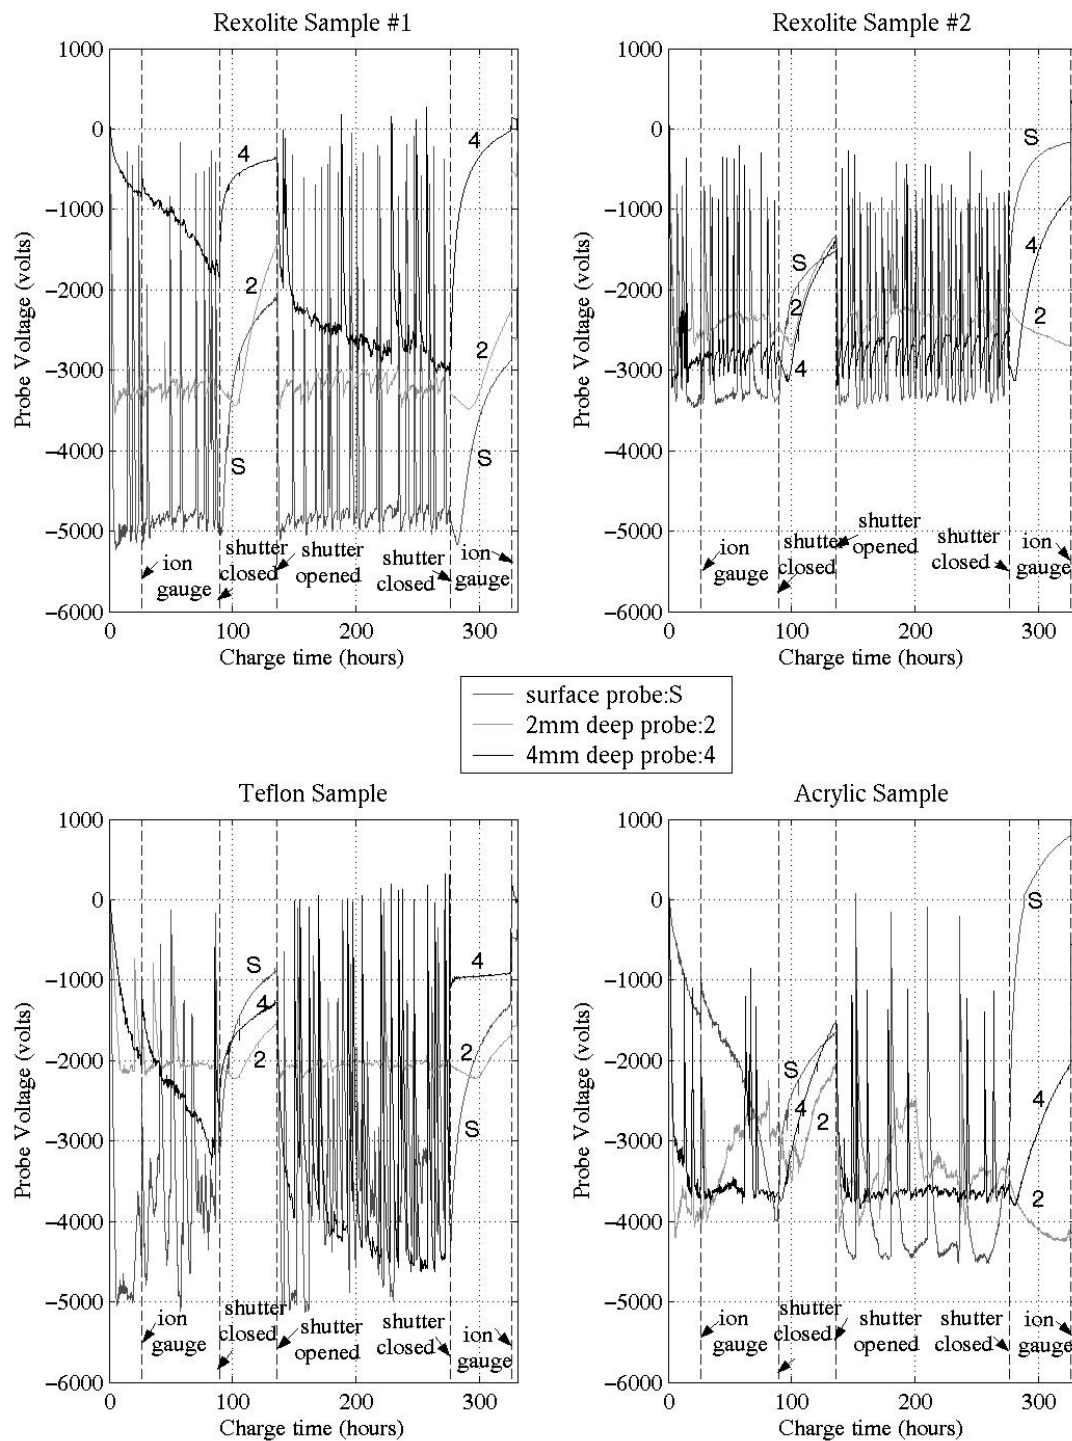 Rexolite Sample #1
1000
0
−1000
−2000
−3000
−4000
−5000
−6000
Probe Voltage (volts)
4
4
2
2
S
S
ion
gauge
shutter
closed
shutter
opened
shutter
closed
ion
gauge
0 100 200 300
Charge time (hours)
Rexolite Sample #2
1000
0
−1000
−2000
−3000
−4000
−5000
−6000
Probe Voltage (volts)
S
S
4
2
2
4
ion
gauge
shutter
closed
shutter
opened
shutter
closed
ion
gauge
0 100 200 300
Charge time (hours)
surface probe:S
2mm deep probe:2
4mm deep probe:4
Teflon Sample
1000
0
−1000
−2000
−3000
−4000
−5000
−6000
Probe Voltage (volts)
S
4
4
2
2
S
ion
gauge
shutter
closed
shutter
opened
shutter
closed
ion
gauge
0 100 200 300
Charge time (hours)
Acrylic Sample
1000
0
−1000
−2000
−3000
−4000
−5000
−6000
Probe Voltage (volts)
S
S
4
4
2
2
ion
gauge
shutter
closed
shutter
opened
shutter
closed
ion
gauge
0 100 200 300
Charge time (hours)